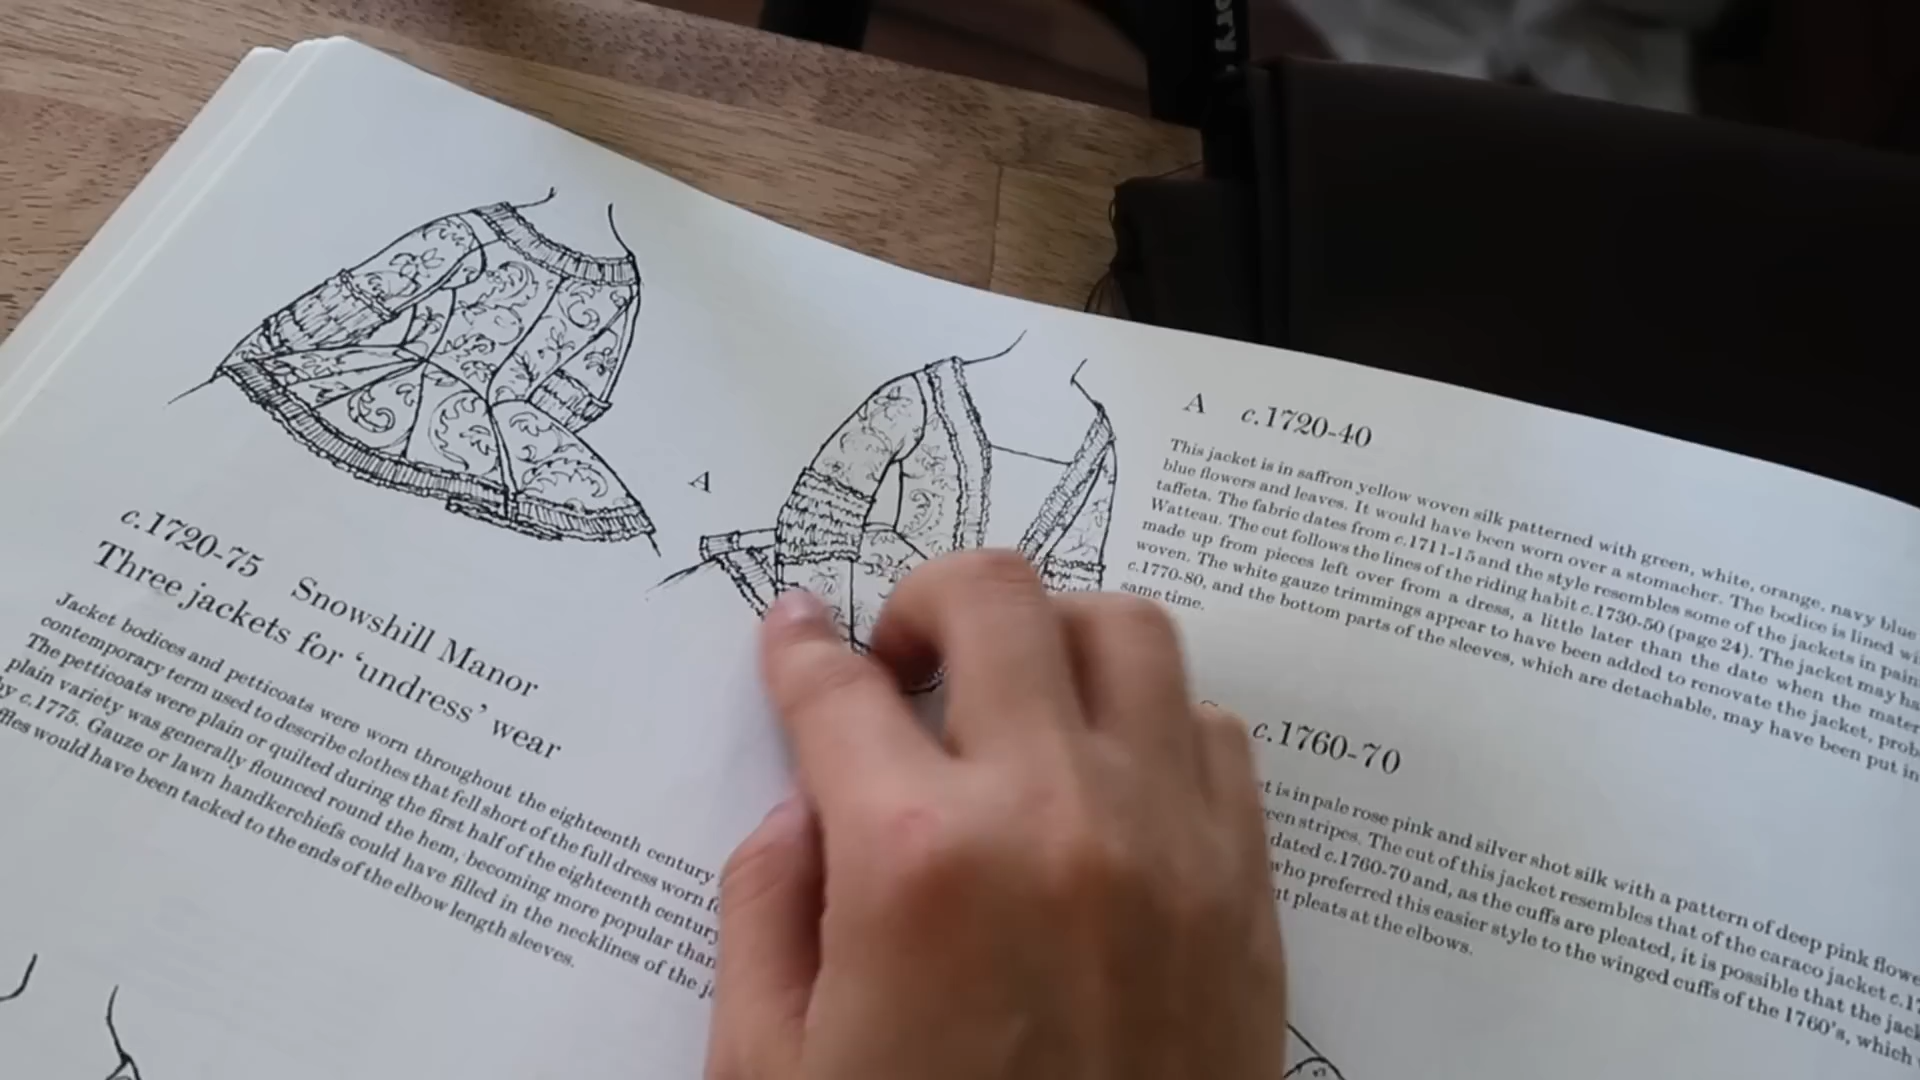 ory
A
c.1720-75 Snowshill Manor
Three jackets for ‘undress’ wear
Jacket bodices and petticoats were worn throughout the eighteenth century
contemporary term used to describe clothes that fell short of the full dress worn
The petticoats were plain or quilted during the first half of the eighteenth century
plain variety was generally flounced round the hem, becoming more popular than
by c.1775. Gauze or lawn handkerchiefs could have filled in the necklines of the
ffles would have been tacked to the ends of the elbow length sleeves.
A c.1720-40
This jacket is in saffron yellow woven silk patterned with green, white, orange, navy blue
blue flowers and leaves. It would have been worn over a stomacher. The bodice is lined
taffeta. The fabric dates from c.1711-15 and the style resembles some of the jackets in
Watteau. The cut follows the lines of the riding habit c.1730-50 (page 24). The jacket may
made up from pieces left over from a dress, a little later than the date when the
woven. The white gauze trimmings appear to have been added to renovate the jacket,
c.1770-80, and the bottom parts of the sleeves, which are detachable, may have been put in
same time.
c.1760-70
is in pale rose pink and silver shot silk with a pattern of deep pink
stripes. The cut of this jacket resembles that of the caraco jacket
dated c.1760-70 and, as the cuffs are pleated, it is possible that the
who preferred this easier style to the winged cuffs of the 1760's, which
pleats at the elbows.